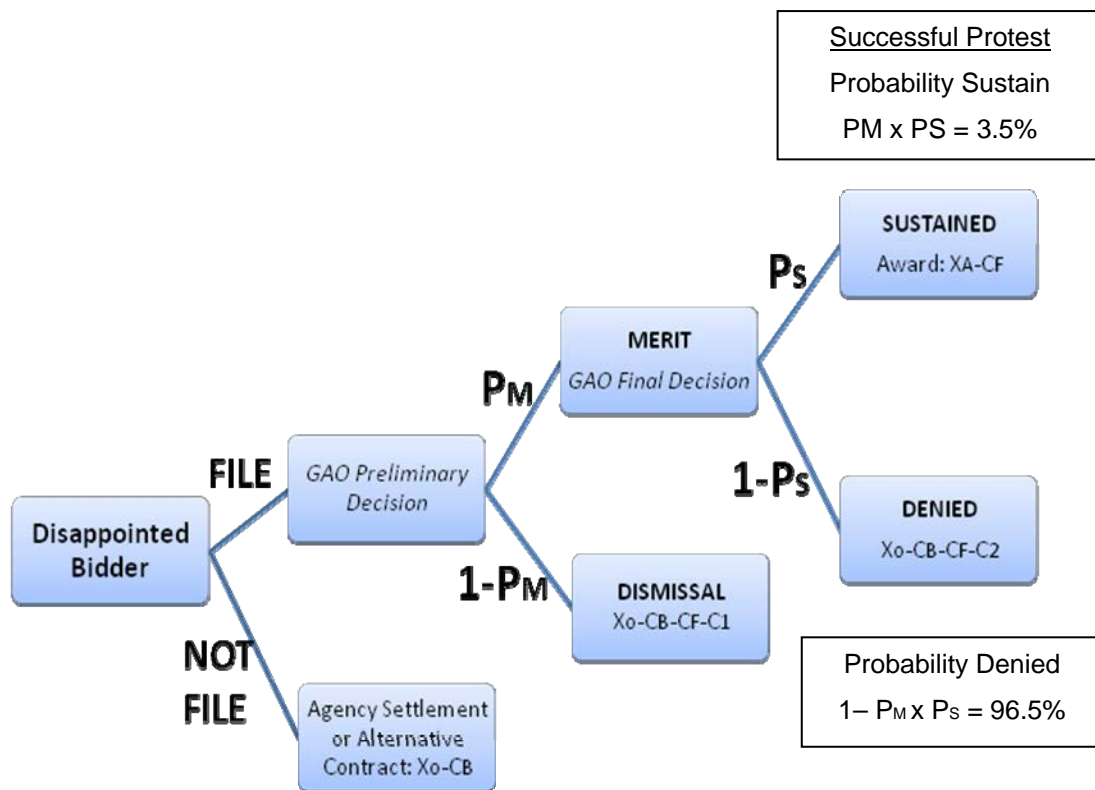 Successful Protest
Probability Sustain
PM x PS = 3.5%
SUSTAINED
Award: XA-CF
PS
MERIT
GAO Final Decision
PM
FILE
GAO Preliminary
Decision
1-PS
DENIED
Xo-CB-CF-C2
Disappointed
Bidder
1-PM
DISMISSAL
Xo-CB-CF-C1
NOT
FILE
Agency Settlement
or Alternative
Contract: Xo-CB
Probability Denied
1– PM x PS = 96.5%